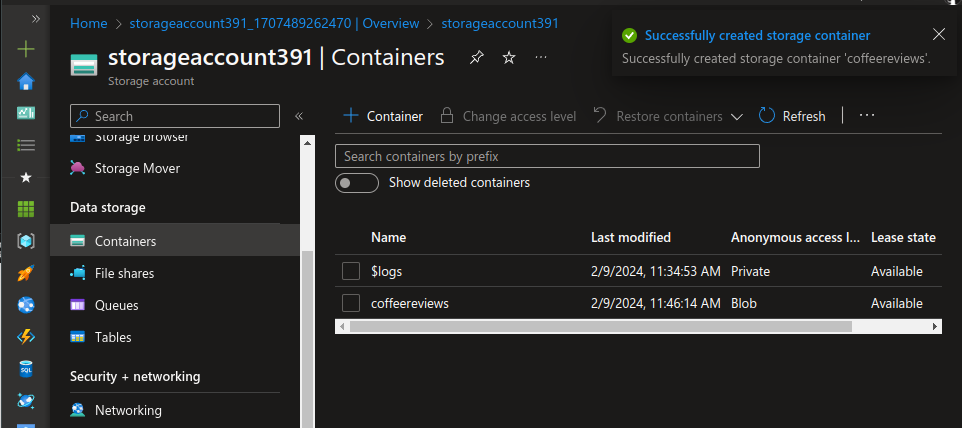 Home > storageaccount391_1707489262470 | Overview > storageaccount391
Successfully created storage container
Successfully created storage container 'coffeereviews'.
storageaccount391 | Containers
Storage account
Search
Container
Change access level
Restore containers
Refresh
Storage browser
Storage Mover
Data storage
Containers
File shares
Queues
Tables
Security + networking
Networking
Search containers by prefix
Show deleted containers
Name Last modified Anonymous access l... Lease state
$logs 2/9/2024, 11:34:53 AM Private Available
coffeereviews 2/9/2024, 11:46:14 AM Blob Available
SQL